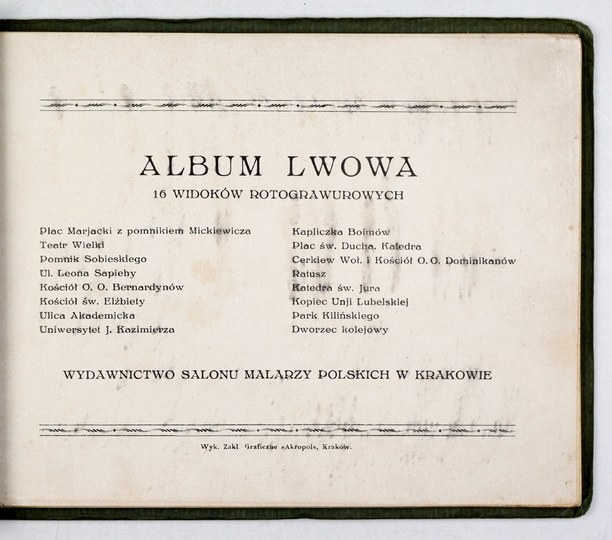 ALBUM LWOWA
16 WIDOKÓW ROTOGRAWUROWYCH
Plac Marjacki z pomnikiem Mickiewicza
Teatr Wielki
Pomnik Sobieskiego
Ul. Leona Sapiehy
Kościół O. O. Bernardynów
Kościół św. Elżbiety
Ulica Akademicka
Uniwersytet J. Kazimierza
Kapliczka Boimów
Plac św. Ducha, Katedra
Cerkiew Woł. i Kościół O.O. Dominikanów
Ratusz
Katedra św. Jura
Kopiec Unji Lubelskiej
Park Kilińskiego
Dworzec kolejowy
WYDAWNICTWO SALONU MALARZY POLSKICH W KRAKOWIE
Wyk. Zakł. Graficzne »Akropol«, Kraków.